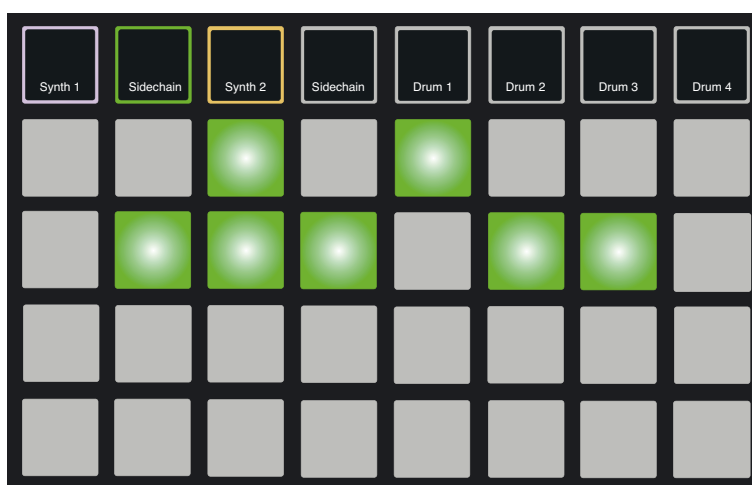 Synth 1
Sidechain
Synth 2
Sidechain
Drum 1
Drum 2
Drum 3
Drum 4